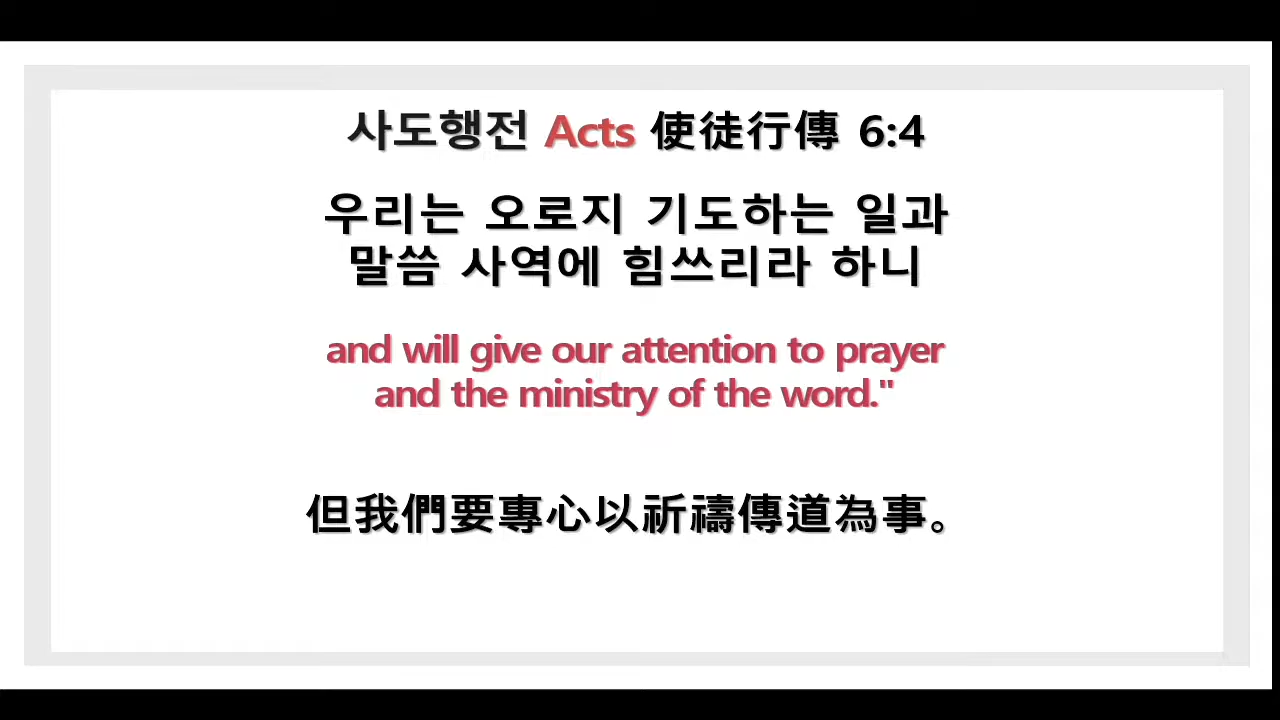 사도행전 Acts 使徒行傳 6:4
우리는 오로지 기도하는 일과
말씀 사역에 힘쓰리라 하니
and will give our attention to prayer
and the ministry of the word."
但我們要專心以祈禱傳道為事。